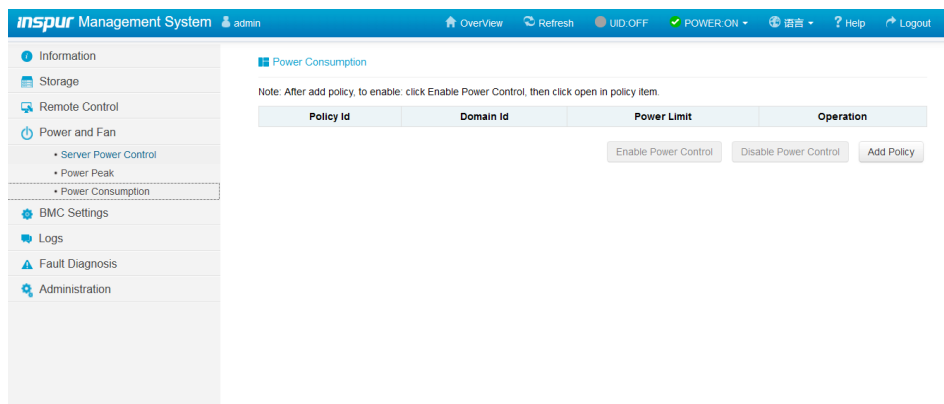 inspur Management System admin OverView Refresh UID:OFF POWER:ON 语言 Help Logout
Information
Storage
Remote Control
Power and Fan
• Server Power Control
• Power Peak
• Power Consumption
BMC Settings
Logs
Fault Diagnosis
Administration
Power Consumption
Note: After add policy, to enable: click Enable Power Control, then click open in policy item.
Policy Id Domain Id Power Limit Operation
Enable Power Control Disable Power Control Add Policy